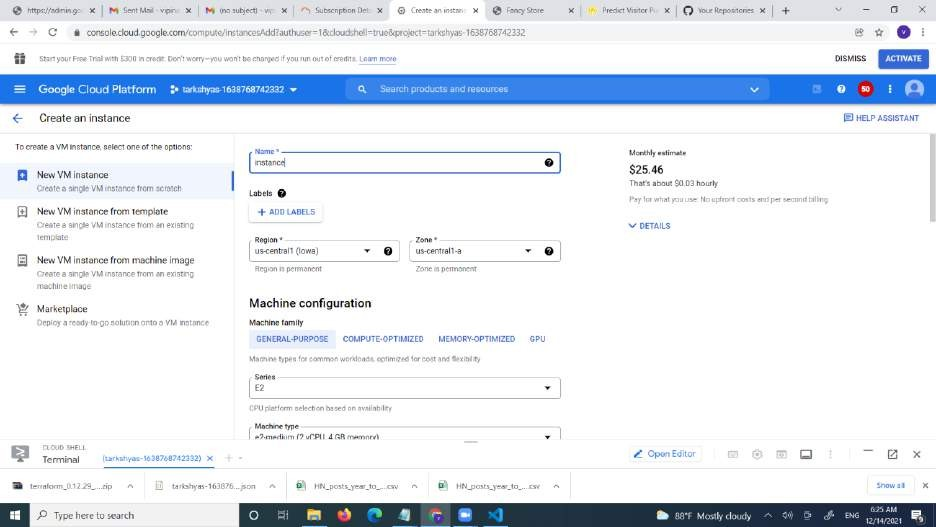 https://admin.goo
Sent Mail - vipina
(no subject) - vip
Subscription Deta
Create an instanc
Fancy Store
Predict Visitor Pu
Your Repositories
console.cloud.google.com/compute/instancesAdd?authuser=1&cloudshell=true&project=tarkshyas-1638768742332
Start your Free Trial with $300 in credit. Don't worry—you won't be charged if you run out of credits. Learn more
DISMISS
ACTIVATE
Google Cloud Platform
tarkshyas-1638768742332
Search products and resources
50
Create an instance
HELP ASSISTANT
To create a VM instance, select one of the options:
New VM instance
Create a single VM instance from scratch
New VM instance from template
Create a single VM instance from an existing
template
New VM instance from machine image
Create a single VM instance from an existing
machine image
Marketplace
Deploy a ready-to-go solution onto a VM instance
Name *
instance
Labels
ADD LABELS
Region *
us-central1 (Iowa)
Region is permanent
Zone *
us-central1-a
Zone is permanent
Machine configuration
Machine family
GENERAL-PURPOSE
COMPUTE-OPTIMIZED
MEMORY-OPTIMIZED
GPU
Machine types for common workloads, optimized for cost and flexibility
Series
E2
CPU platform selection based on availability
Machine type
e2-medium (2 vCPU, 4 GB memory)
Monthly estimate
$25.46
That's about $0.03 hourly
Pay for what you use: No upfront costs and per second billing
DETAILS
CLOUD SHELL
Terminal
(tarkshyas-1638768742332)
Open Editor
terraform_0.12.29_....zip
tarkshyas-163876....json
HN_posts_year_to_....csv
HN_posts_year_to_....csv
Show all
Type here to search
88°F Mostly cloudy
ENG
6:25 AM
12/14/2021
9